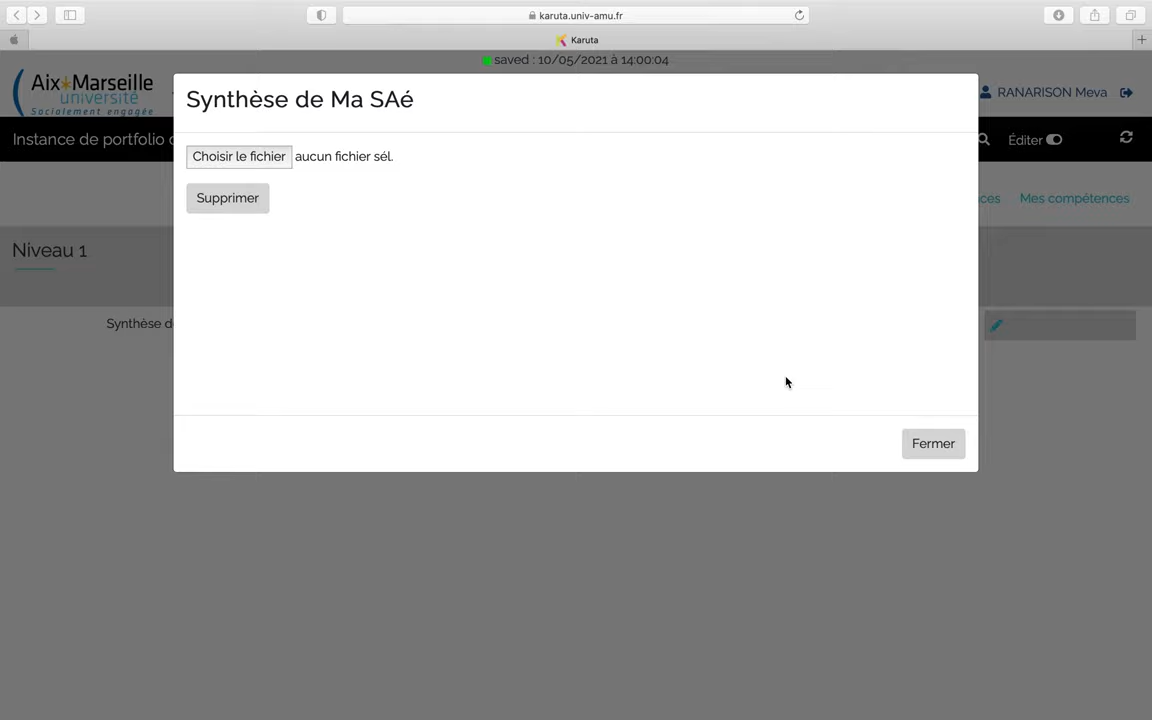 karuta.univ-amu.fr
Karuta
saved : 10/05/2021 à 14:00:04
Aix*Marseille
université
Socialement engagée
RANARISON Meva
Synthèse de Ma SAé
Instance de portfolio
Éditer
Choisir le fichier aucun fichier sél.
Supprimer
Mes compétences
Niveau 1
Synthèse
Fermer